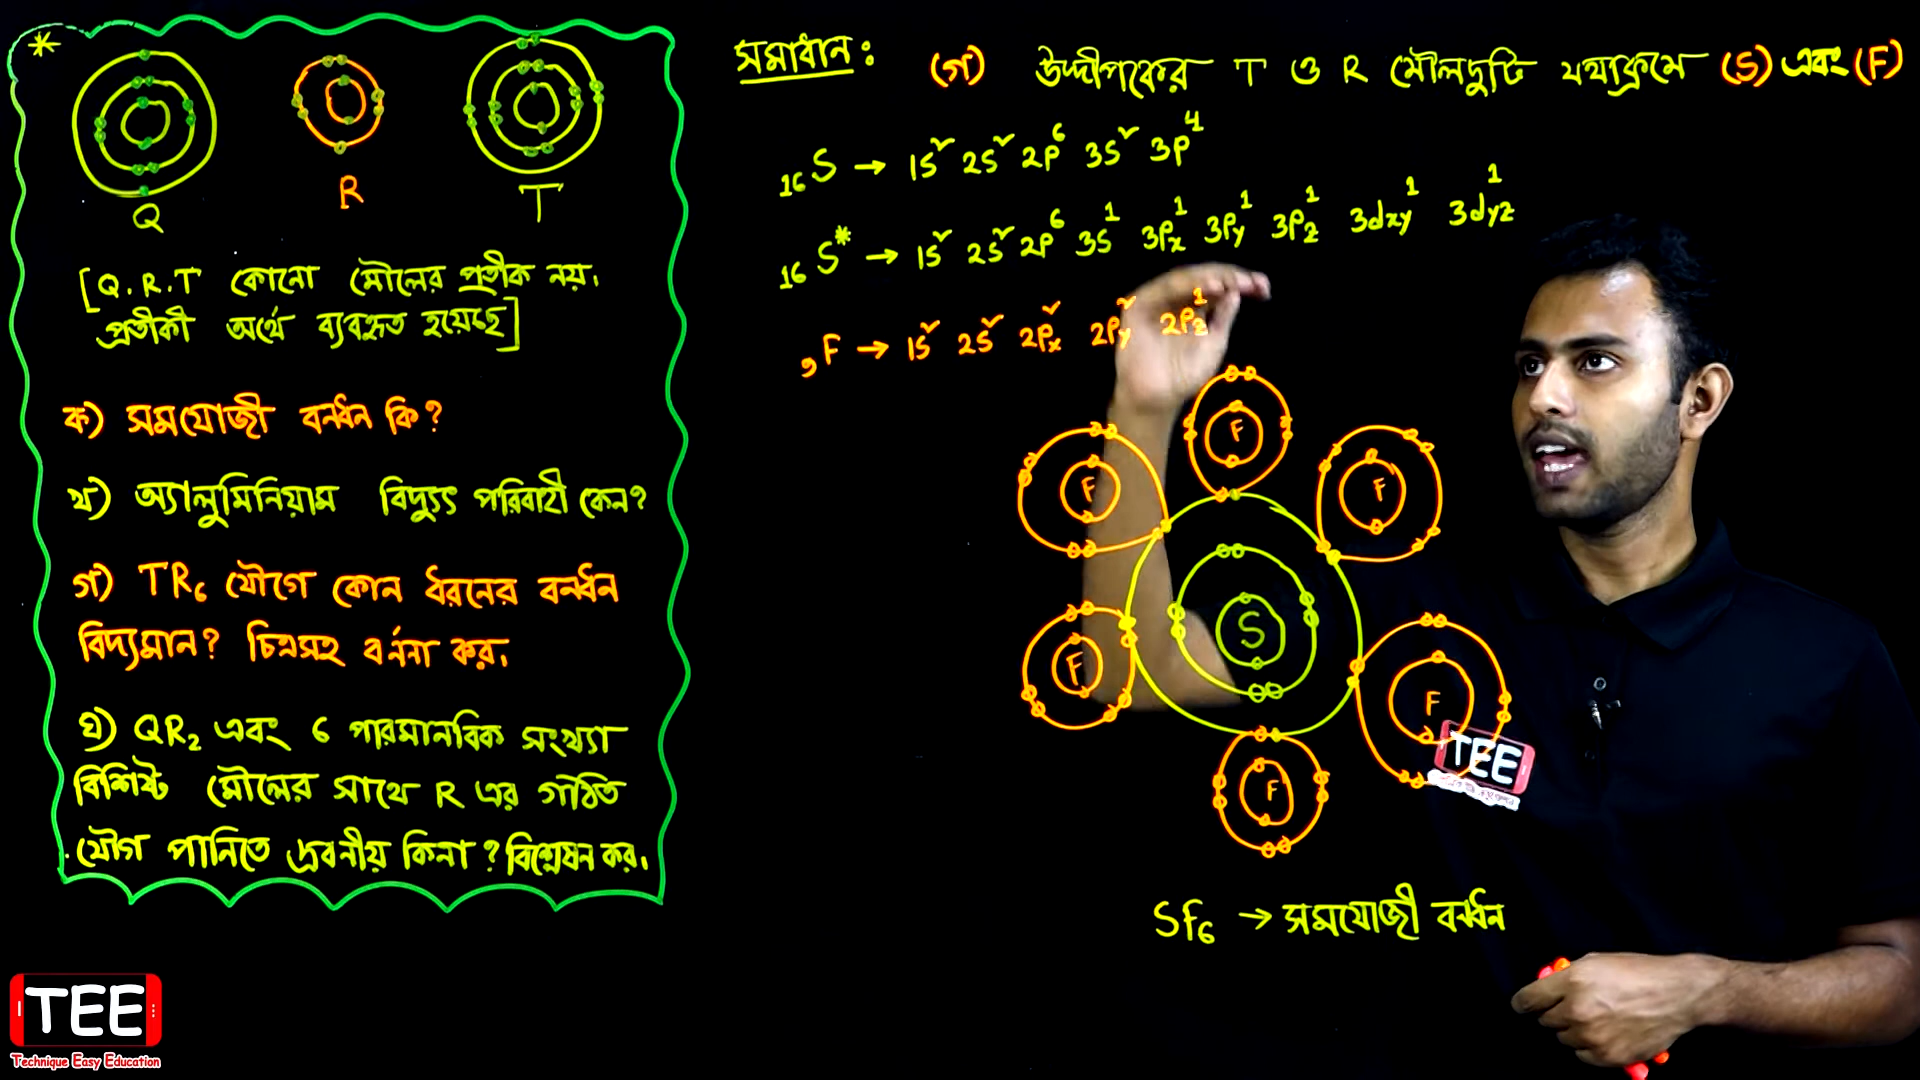 *
Q
R
T
[Q.R.T কোনো মৌলের প্রতীক নয়।
প্রতীকী অর্থে ব্যবহৃত হয়েছে]
ক) সমযোজী বন্ধন কি?
খ) অ্যালুমিনিয়াম বিদ্যুৎ পরিবাহী কেন?
গ) TR₆ যৌগে কোন ধরনের বন্ধন
বিদ্যমান? চিত্রসহ বর্ননা কর।
ঘ) QR₂ এবং 6 পারমানবিক সংখ্যা
বিশিষ্ট মৌলের সাথে R এর গঠিত
যৌগ পানিতে দ্রবনীয় কিনা? বিশ্লেষন কর।
সমাধান: (গ) উদ্দীপকের T ও R মৌলদুটি যথাক্রমে (S) এবং (F)
₁₆S → 1S² 2S² 2P⁶ 3S² 3P⁴
₁₆S* → 1S² 2S² 2P⁶ 3S¹ 3Pₓ¹ 3Py¹ 3Pz¹ 3dxy¹ 3dyz¹
₉F → 1S² 2S² 2Pₓ² 2Py² 2Pz¹
F
F
F
S
F
F
F
SF₆ → সমযোজী বন্ধন
TEE
TEE
Technique Easy Education